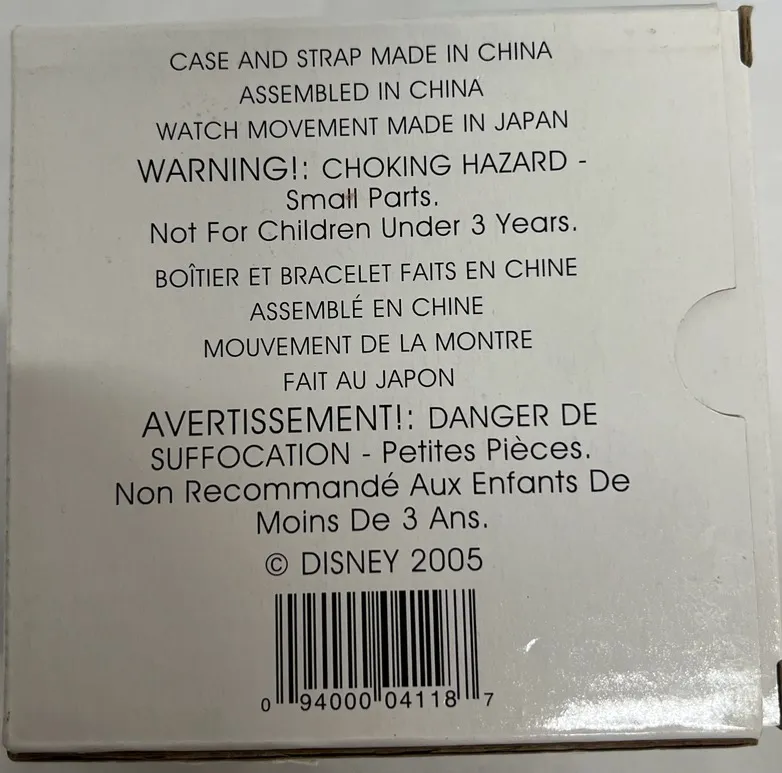 CASE AND STRAP MADE IN CHINA
ASSEMBLED IN CHINA
WATCH MOVEMENT MADE IN JAPAN
WARNING!: CHOKING HAZARD -
Small Parts.
Not For Children Under 3 Years.
BOÎTIER ET BRACELET FAITS EN CHINE
ASSEMBLÉ EN CHINE
MOUVEMENT DE LA MONTRE
FAIT AU JAPON
AVERTISSEMENT!: DANGER DE
SUFFOCATION - Petites Pièces.
Non Recommandé Aux Enfants De
Moins De 3 Ans.
© DISNEY 2005
0 94000 04118 7